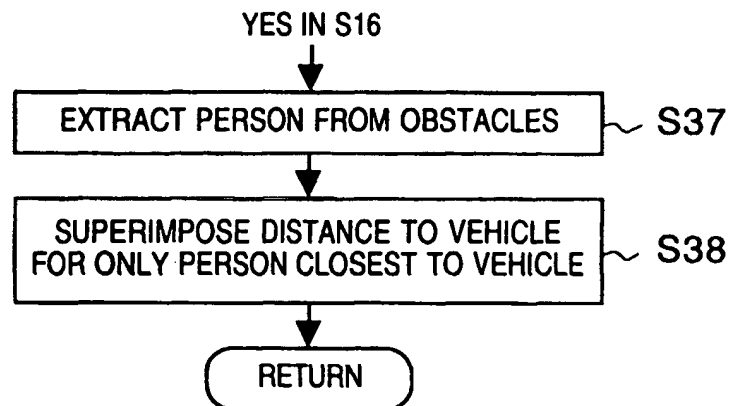 YES IN S16
EXTRACT PERSON FROM OBSTACLES
S37
SUPERIMPOSE DISTANCE TO VEHICLE
FOR ONLY PERSON CLOSEST TO VEHICLE
S38
RETURN